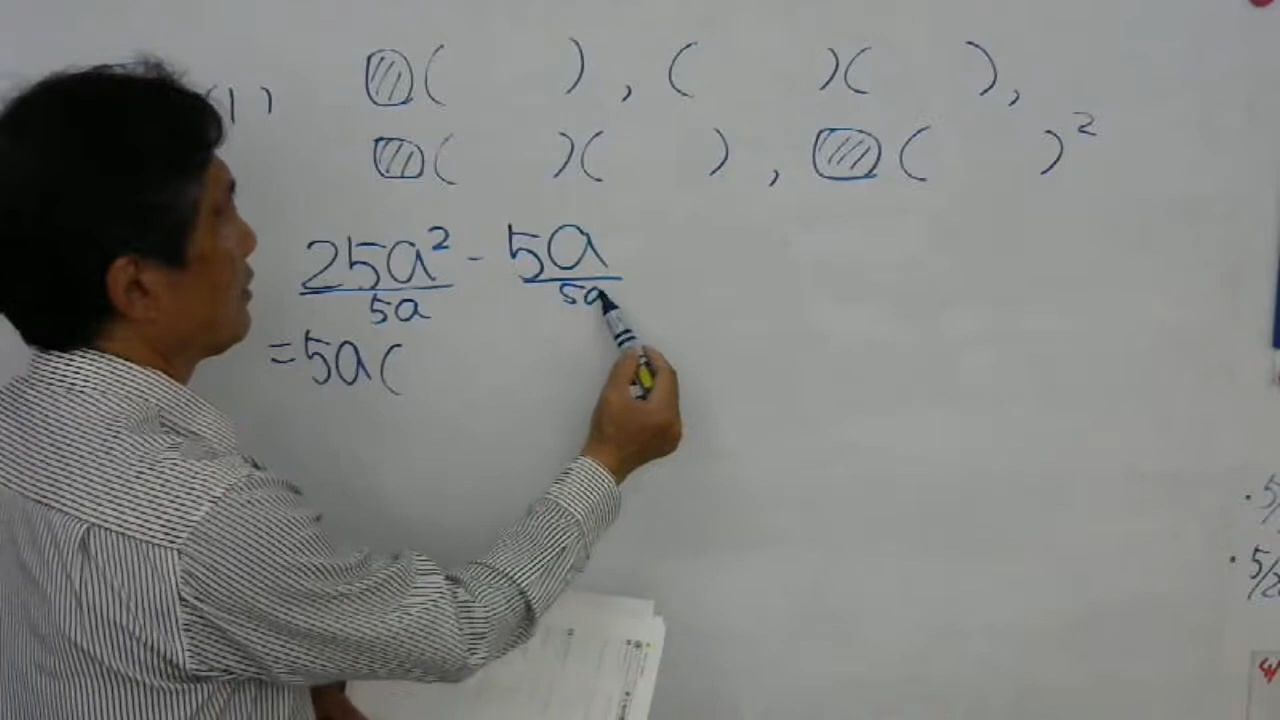 (1) ( ), ( )( ),
( )( ), ( )²
25a² - 5a
5a 5a
=5a(